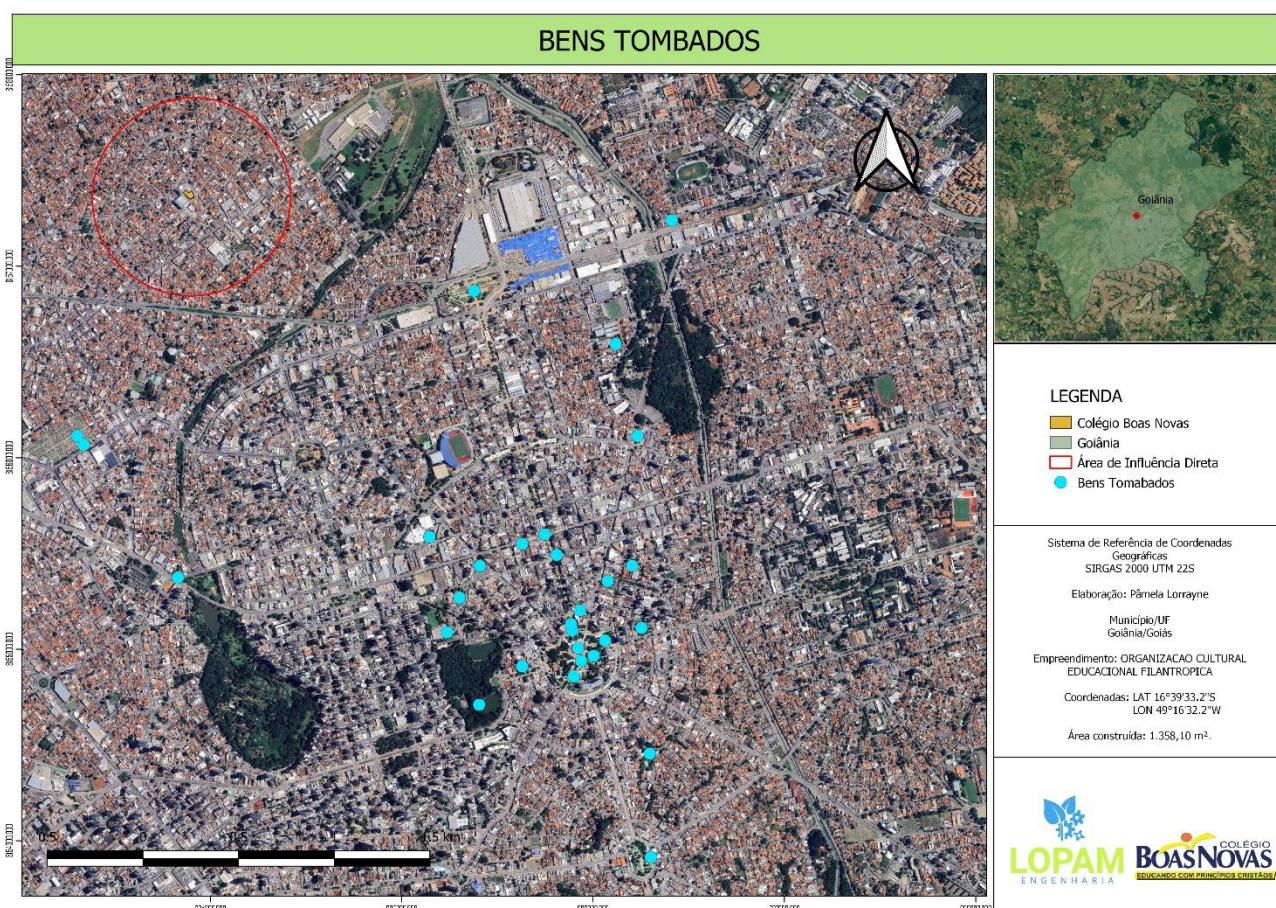 BENS TOMBADOS
Goiânia
LEGENDA
Colégio Boas Novas
Goiânia
Área de Influência Direta
Bens Tomabados
Sistema de Referência de Coordenadas
Geográficas
SIRGAS 2000 UTM 22S
Elaboração: Pâmela Lorrayne
Município/UF
Goiânia/Goiás
Empreendimento: ORGANIZACAO CULTURAL
EDUCACIONAL FILANTROPICA
Coordenadas: LAT 16°39'33.2"S
LON 49°16'32.2"W
Área construída: 1.358,10 m².
0.5 0 0.5 1 1.5 km
LOPAM
ENGENHARIA
COLÉGIO
BOAS NOVAS
EDUCANDO COM PRINCÍPIOS CRISTÃOS